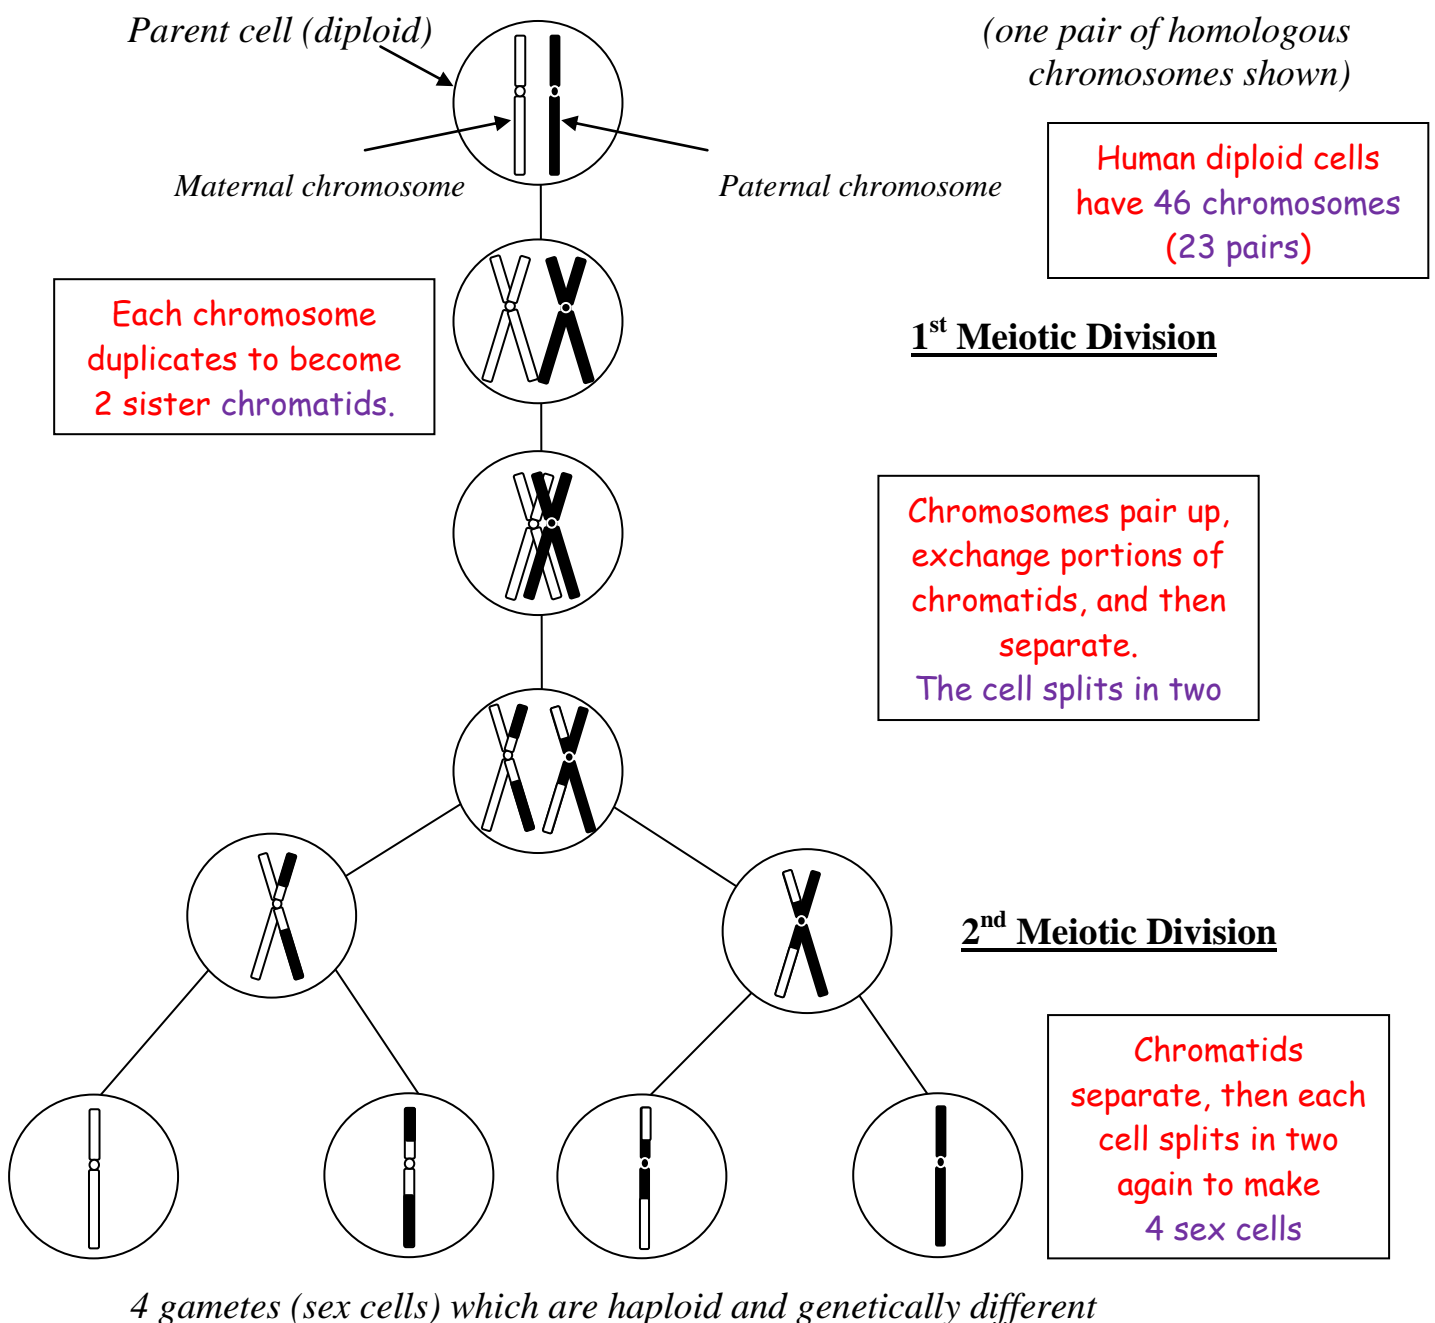 Parent cell (diploid)
(one pair of homologous
chromosomes shown)
Maternal chromosome
Paternal chromosome
Human diploid cells
have 46 chromosomes
(23 pairs)
Each chromosome
duplicates to become
2 sister chromatids.
1st Meiotic Division
Chromosomes pair up,
exchange portions of
chromatids, and then
separate.
The cell splits in two
2nd Meiotic Division
Chromatids
separate, then each
cell splits in two
again to make
4 sex cells
4 gametes (sex cells) which are haploid and genetically different